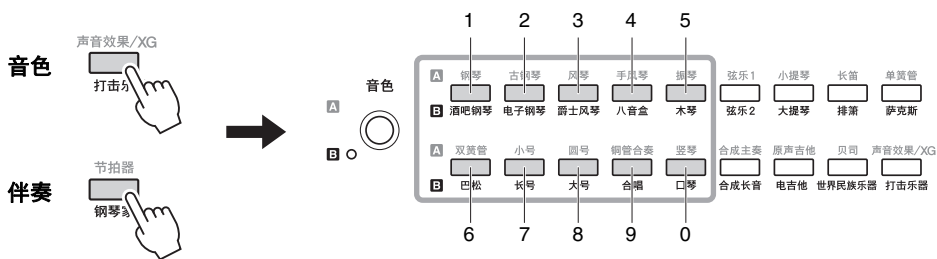 声音效果/XG
音色
打击乐
节拍器
伴奏
钢琴家
音色
A
B
1 2 3 4 5
A 钢琴 古钢琴 风琴 手风琴 振琴 弦乐1 小提琴 长笛 单簧管
B 酒吧钢琴 电子钢琴 爵士风琴 八音盒 木琴 弦乐2 大提琴 排箫 萨克斯
A 双簧管 小号 圆号 铜管合奏 竖琴 合成主奏 原声吉他 贝司 声音效果/XG
B 巴松 长号 大号 合唱 口琴 合成长音 电吉他 世界民族乐器 打击乐器
6 7 8 9 0